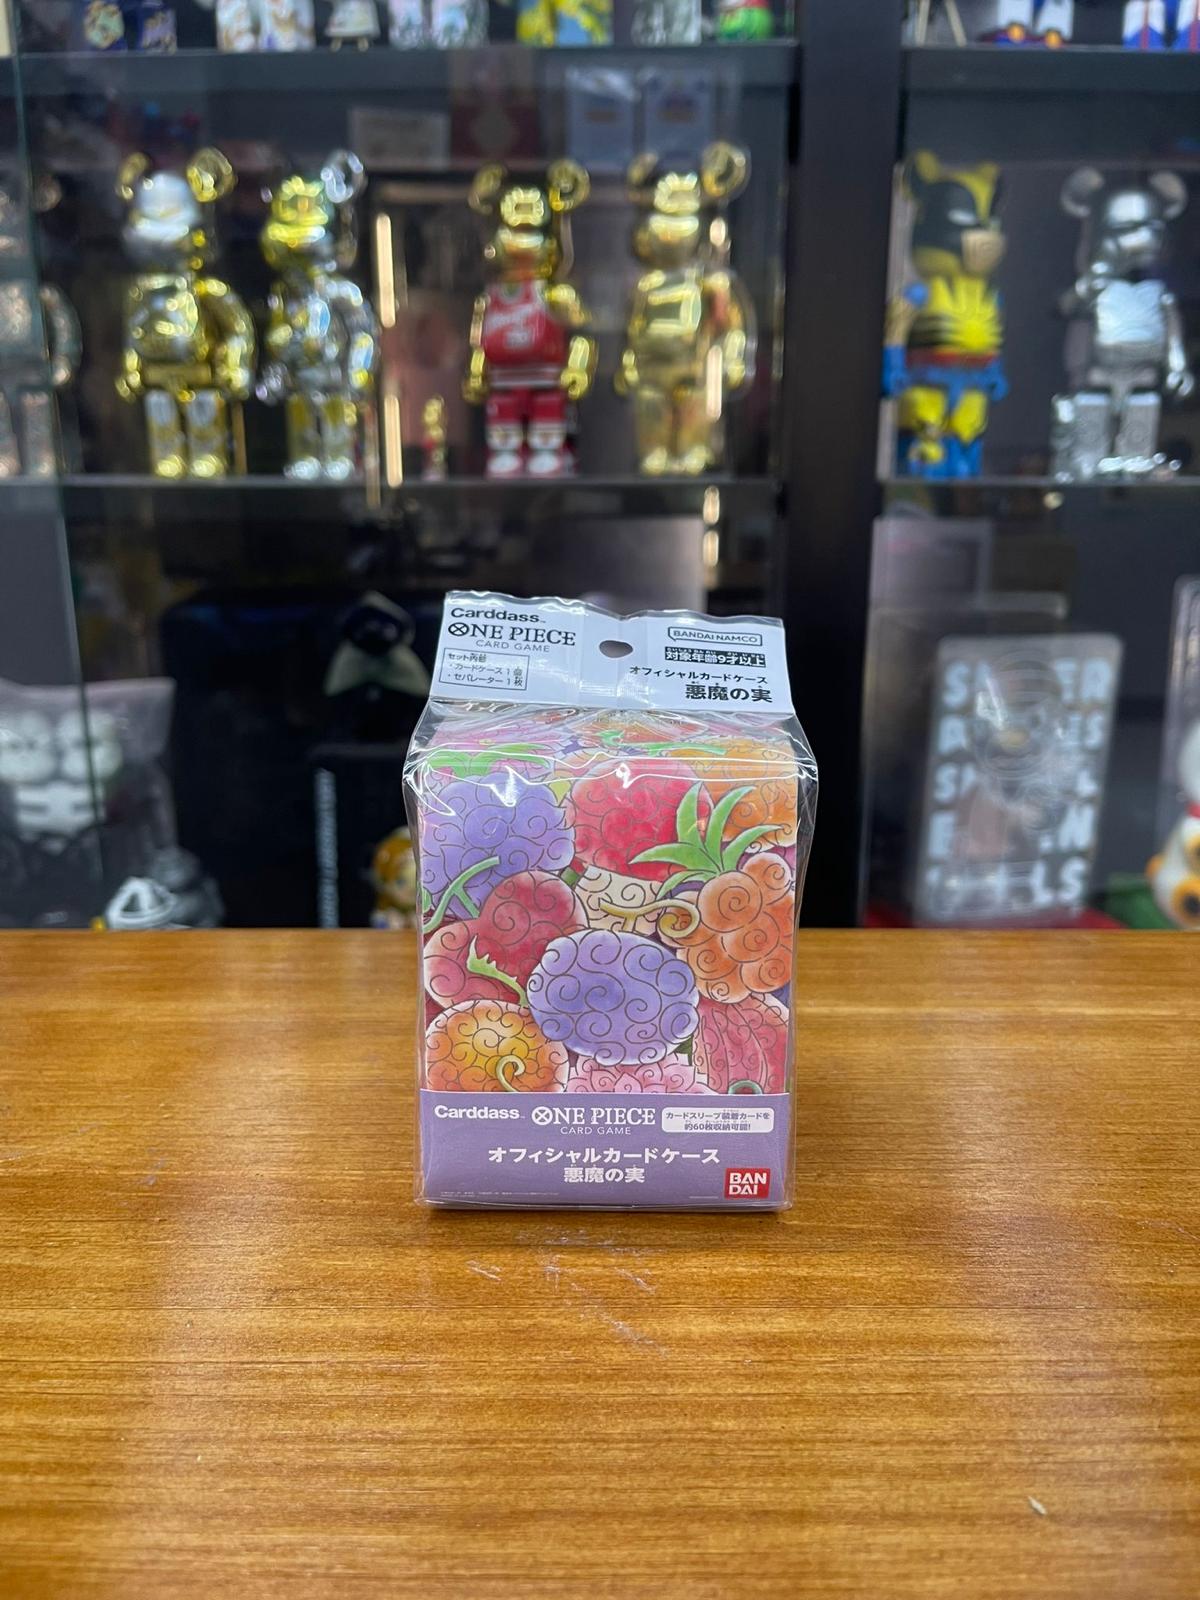 Carddass™
ONE PIECE
CARD GAME
BANDAI NAMCO
対象年齢9才以上
セット内容
・カードケース 1個
・セパレーター 1枚
オフィシャルカードケース
悪魔の実
Carddass™ ONE PIECE
CARD GAME
カードスリーブ装着カードを
約60枚収納可能!
オフィシャルカードケース
悪魔の実
BAN
DAI